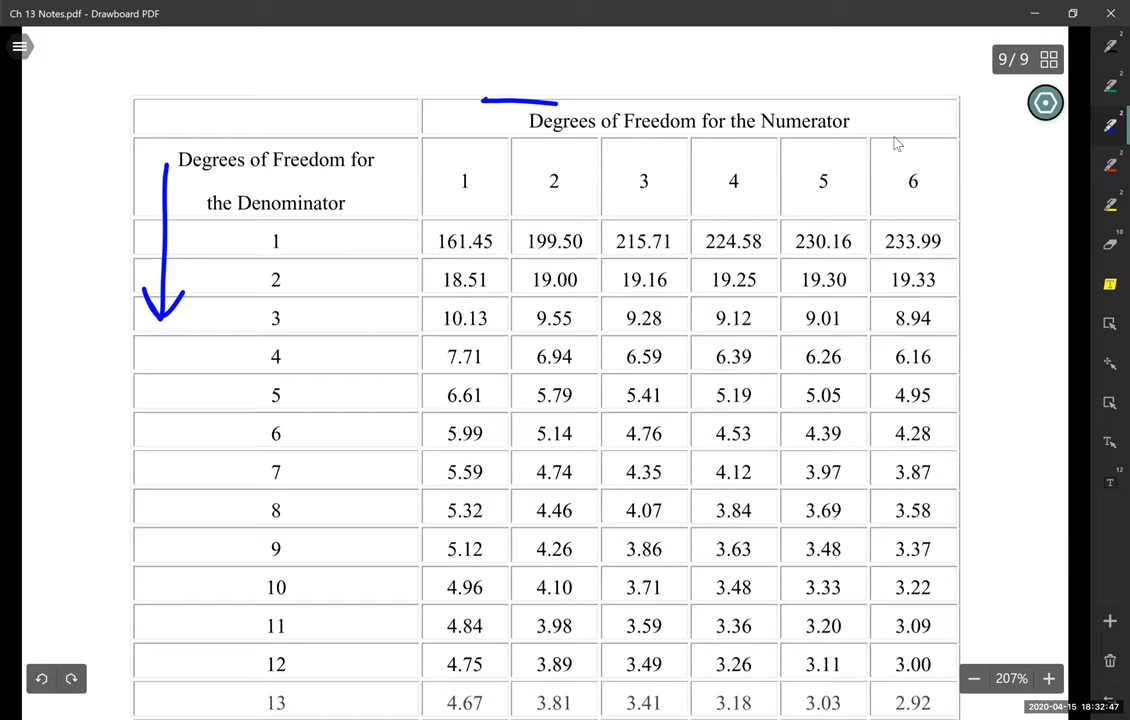 Ch 13 Notes.pdf - Drawboard PDF
9/9
Degrees of Freedom for the Numerator
Degrees of Freedom for
the Denominator
1 2 3 4 5 6
1 161.45 199.50 215.71 224.58 230.16 233.99
2 18.51 19.00 19.16 19.25 19.30 19.33
3 10.13 9.55 9.28 9.12 9.01 8.94
4 7.71 6.94 6.59 6.39 6.26 6.16
5 6.61 5.79 5.41 5.19 5.05 4.95
6 5.99 5.14 4.76 4.53 4.39 4.28
7 5.59 4.74 4.35 4.12 3.97 3.87
8 5.32 4.46 4.07 3.84 3.69 3.58
9 5.12 4.26 3.86 3.63 3.48 3.37
10 4.96 4.10 3.71 3.48 3.33 3.22
11 4.84 3.98 3.59 3.36 3.20 3.09
12 4.75 3.89 3.49 3.26 3.11 3.00
13 4.67 3.81 3.41 3.18 3.03 2.92
207%
2020-04-15 18:32:47
2
2
2
2
2
10
T
T
12
T